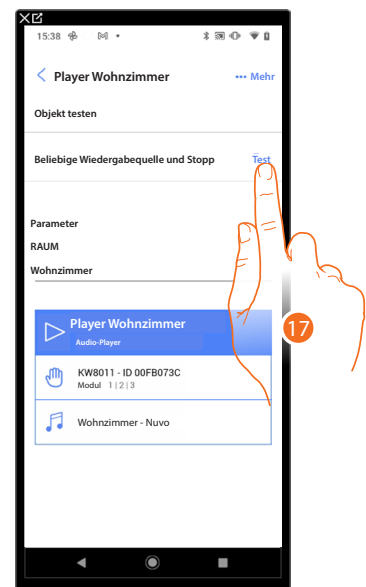 15:38
Player Wohnzimmer
••• Mehr
Objekt testen
Beliebige Wiedergabequelle und Stopp Test
Parameter
RAUM
Wohnzimmer
Player Wohnzimmer
Audio-Player
KW8011 - ID 00FB073C
Modul 1 | 2 | 3
Wohnzimmer - Nuvo
17